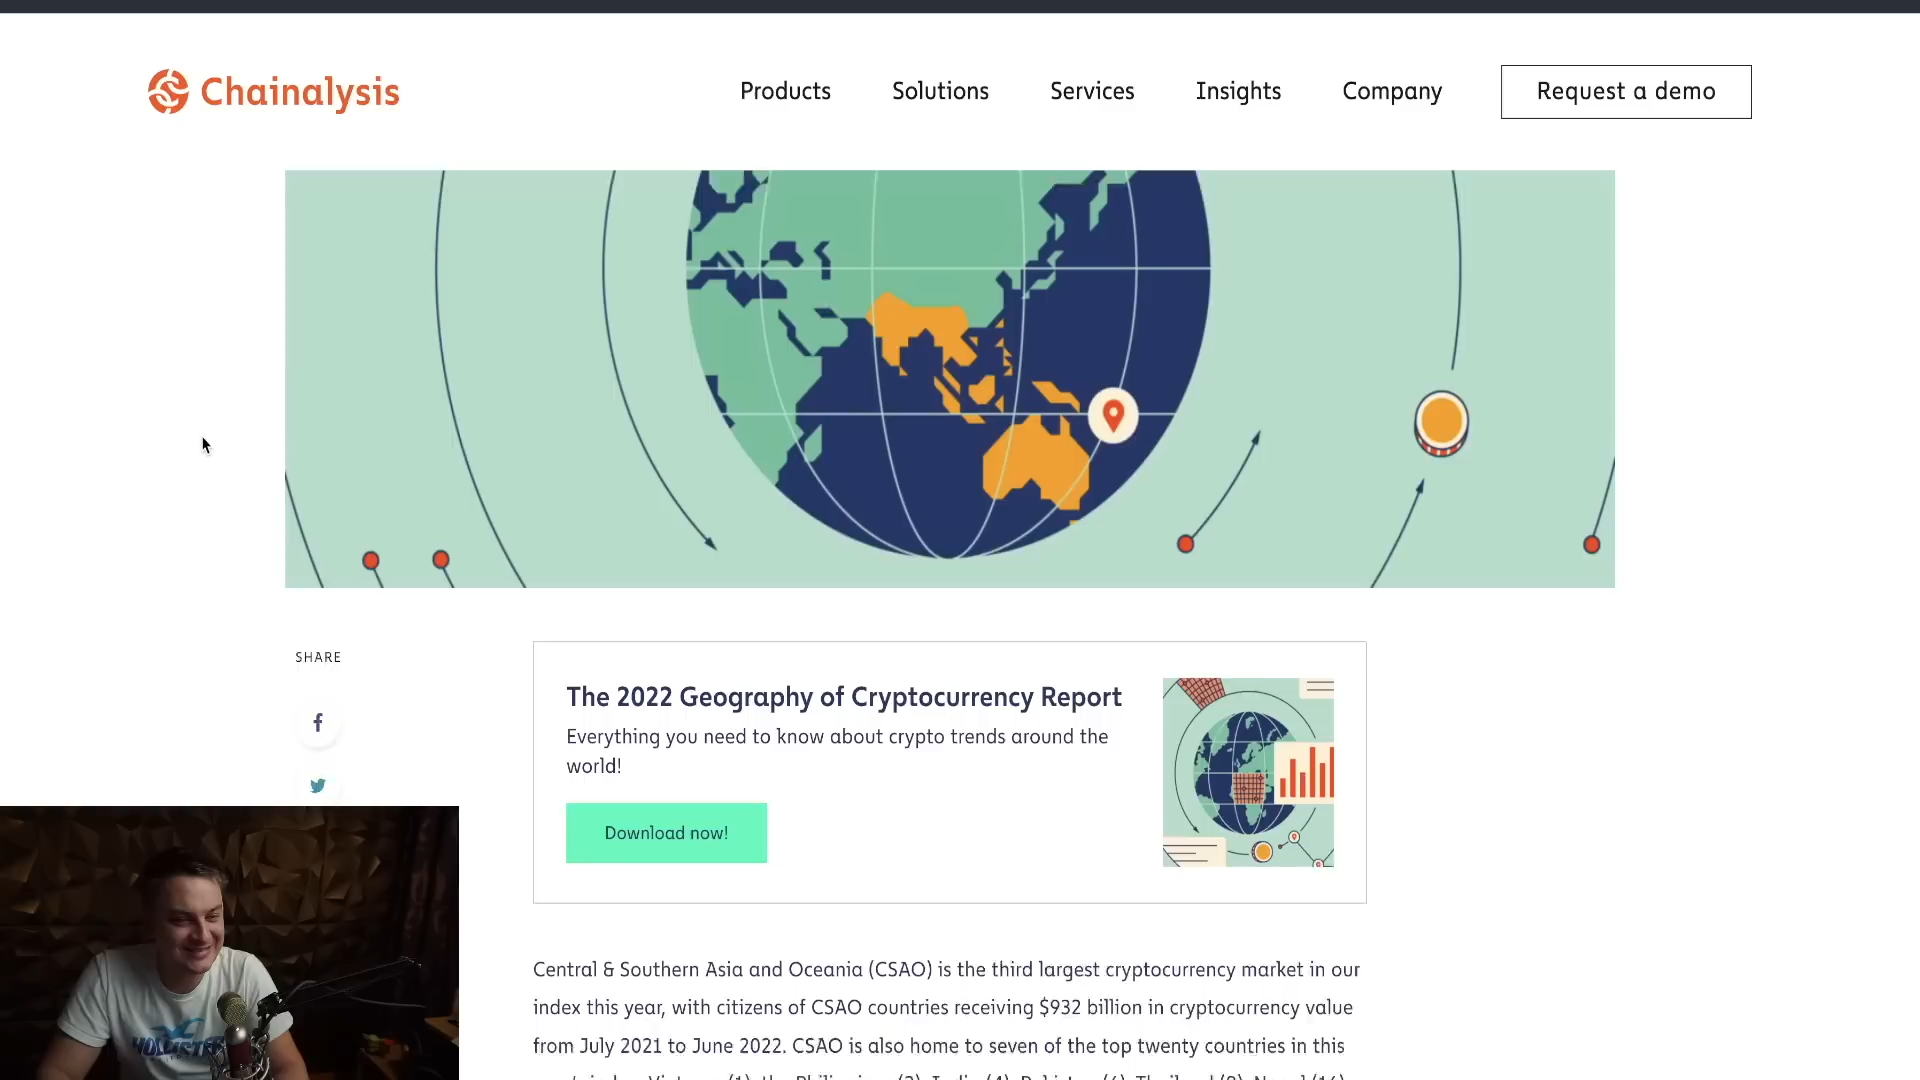 Chainalysis
Products
Solutions
Services
Insights
Company
Request a demo
SHARE
The 2022 Geography of Cryptocurrency Report
Everything you need to know about crypto trends around the
world!
Download now!
Central & Southern Asia and Oceania (CSAO) is the third largest cryptocurrency market in our
index this year, with citizens of CSAO countries receiving $932 billion in cryptocurrency value
from July 2021 to June 2022. CSAO is also home to seven of the top twenty countries in this
HOLLISTER